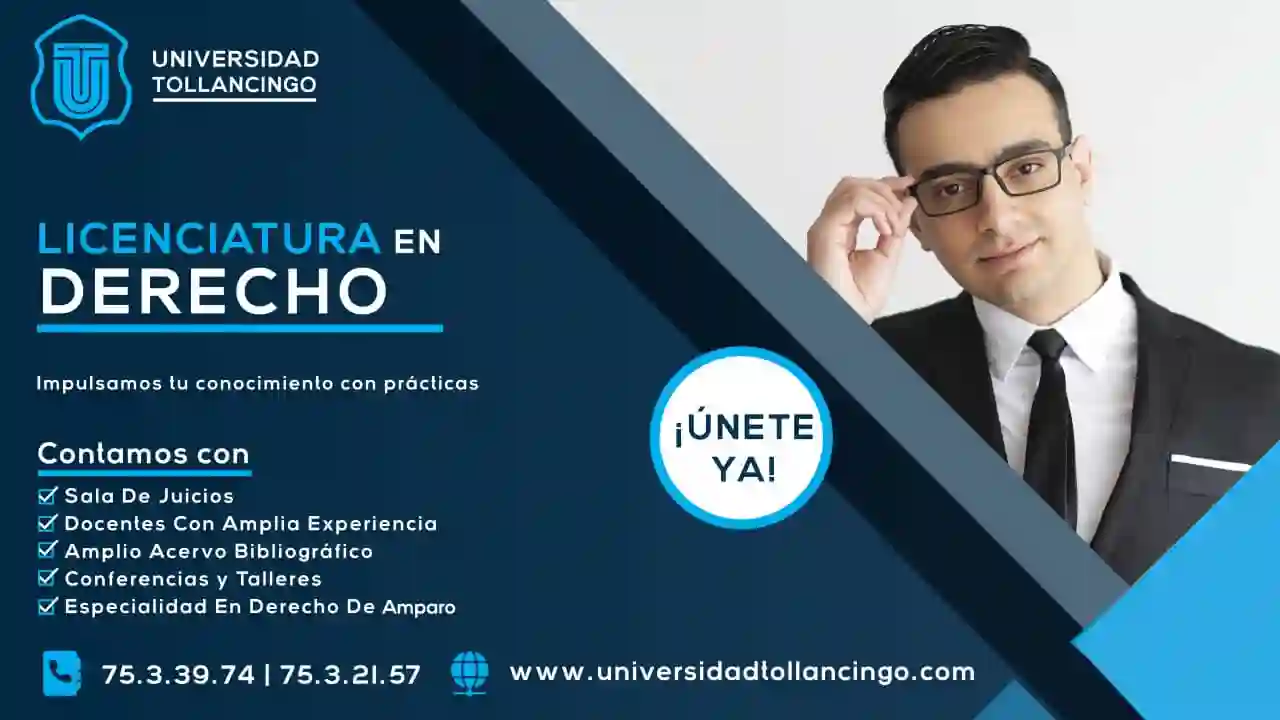 UNIVERSIDAD
TOLLANCINGO
LICENCIATURA EN
DERECHO
Impulsamos tu conocimiento con prácticas
Contamos con
Sala De Juicios
Docentes Con Amplia Experiencia
Amplio Acervo Bibliográfico
Conferencias y Talleres
Especialidad En Derecho De Amparo
¡ÚNETE
YA!
75.3.39.74 | 75.3.21.57
www.universidadtollancingo.com